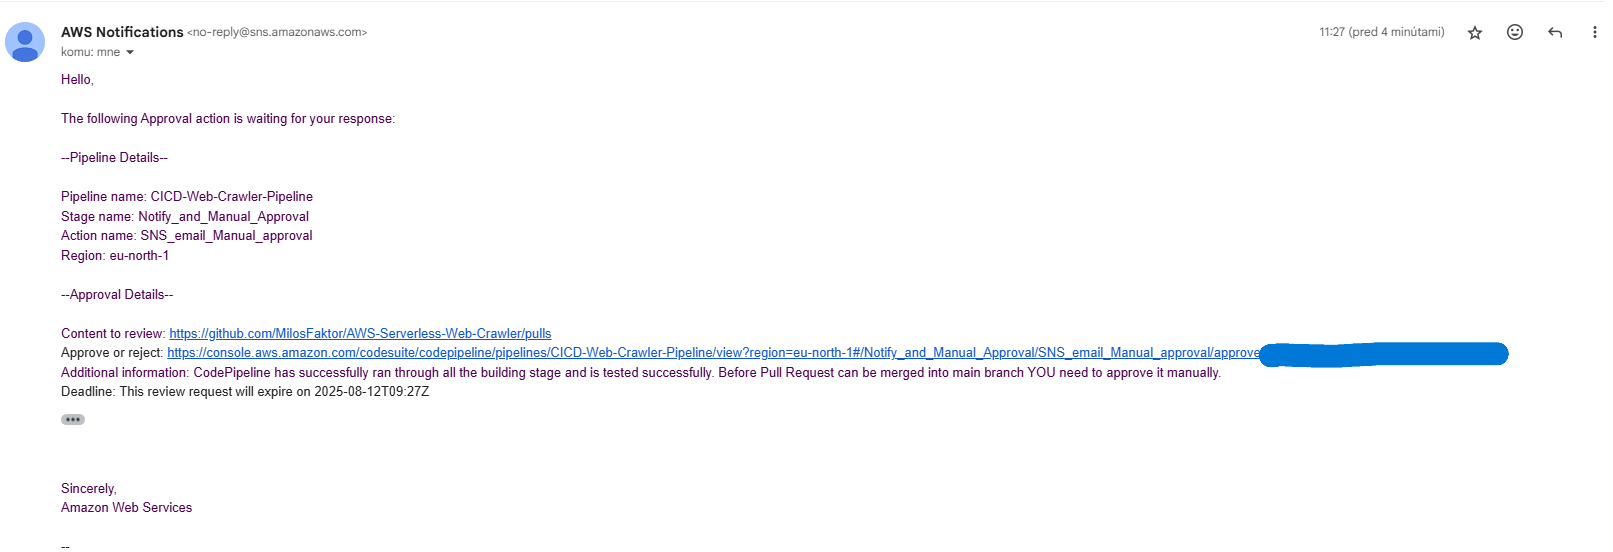 AWS Notifications <no-reply@sns.amazonaws.com>
11:27 (pred 4 minútami)
komu: mne
Hello,
The following Approval action is waiting for your response:
--Pipeline Details--
Pipeline name: CICD-Web-Crawler-Pipeline
Stage name: Notify_and_Manual_Approval
Action name: SNS_email_Manual_approval
Region: eu-north-1
--Approval Details--
Content to review: https://github.com/MilosFaktor/AWS-Serverless-Web-Crawler/pulls
Approve or reject: https://console.aws.amazon.com/codesuite/codepipeline/pipelines/CICD-Web-Crawler-Pipeline/view?region=eu-north-1#/Notify_and_Manual_Approval/SNS_email_Manual_approval/approve
Additional information: CodePipeline has successfully ran through all the building stage and is tested successfully. Before Pull Request can be merged into main branch YOU need to approve it manually.
Deadline: This review request will expire on 2025-08-12T09:27Z
Sincerely,
Amazon Web Services
--